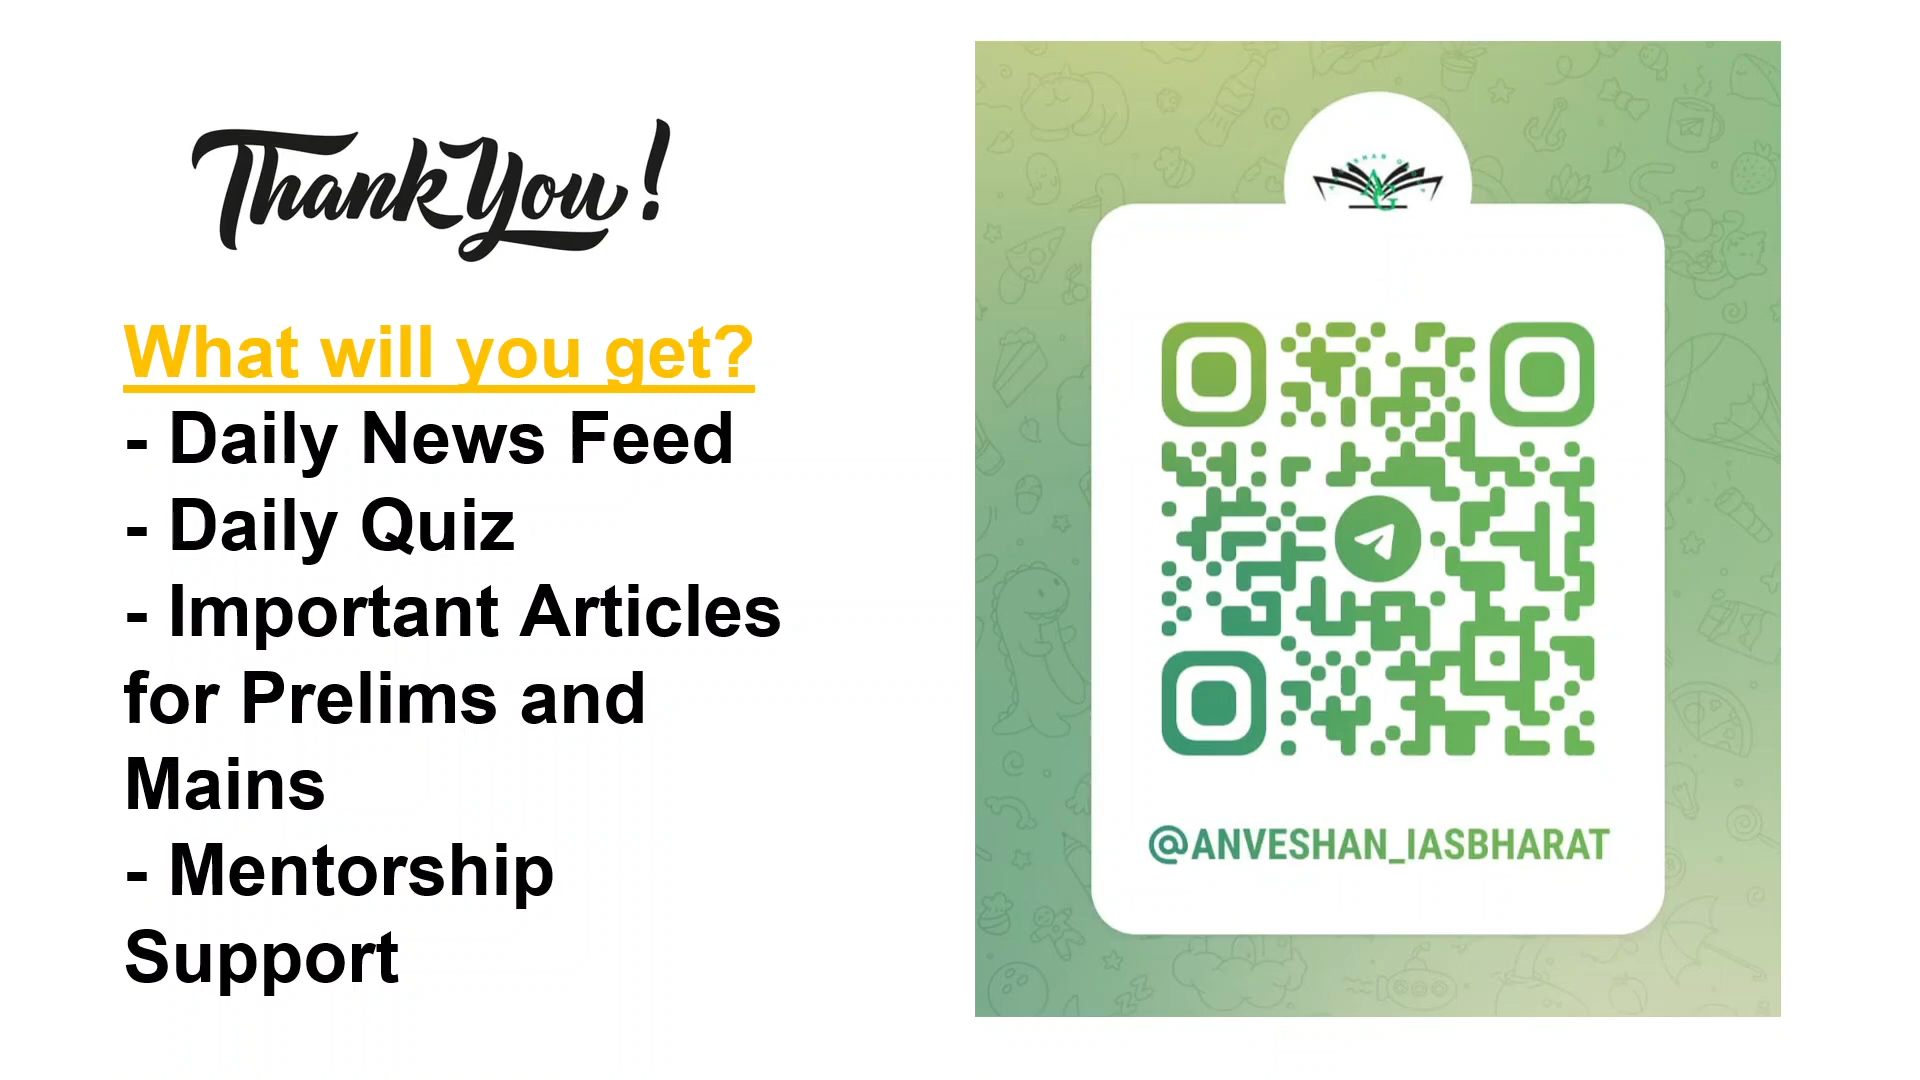 Thank You!
What will you get?
- Daily News Feed
- Daily Quiz
- Important Articles
for Prelims and
Mains
- Mentorship
Support
@ANVESHAN_IASBHARAT